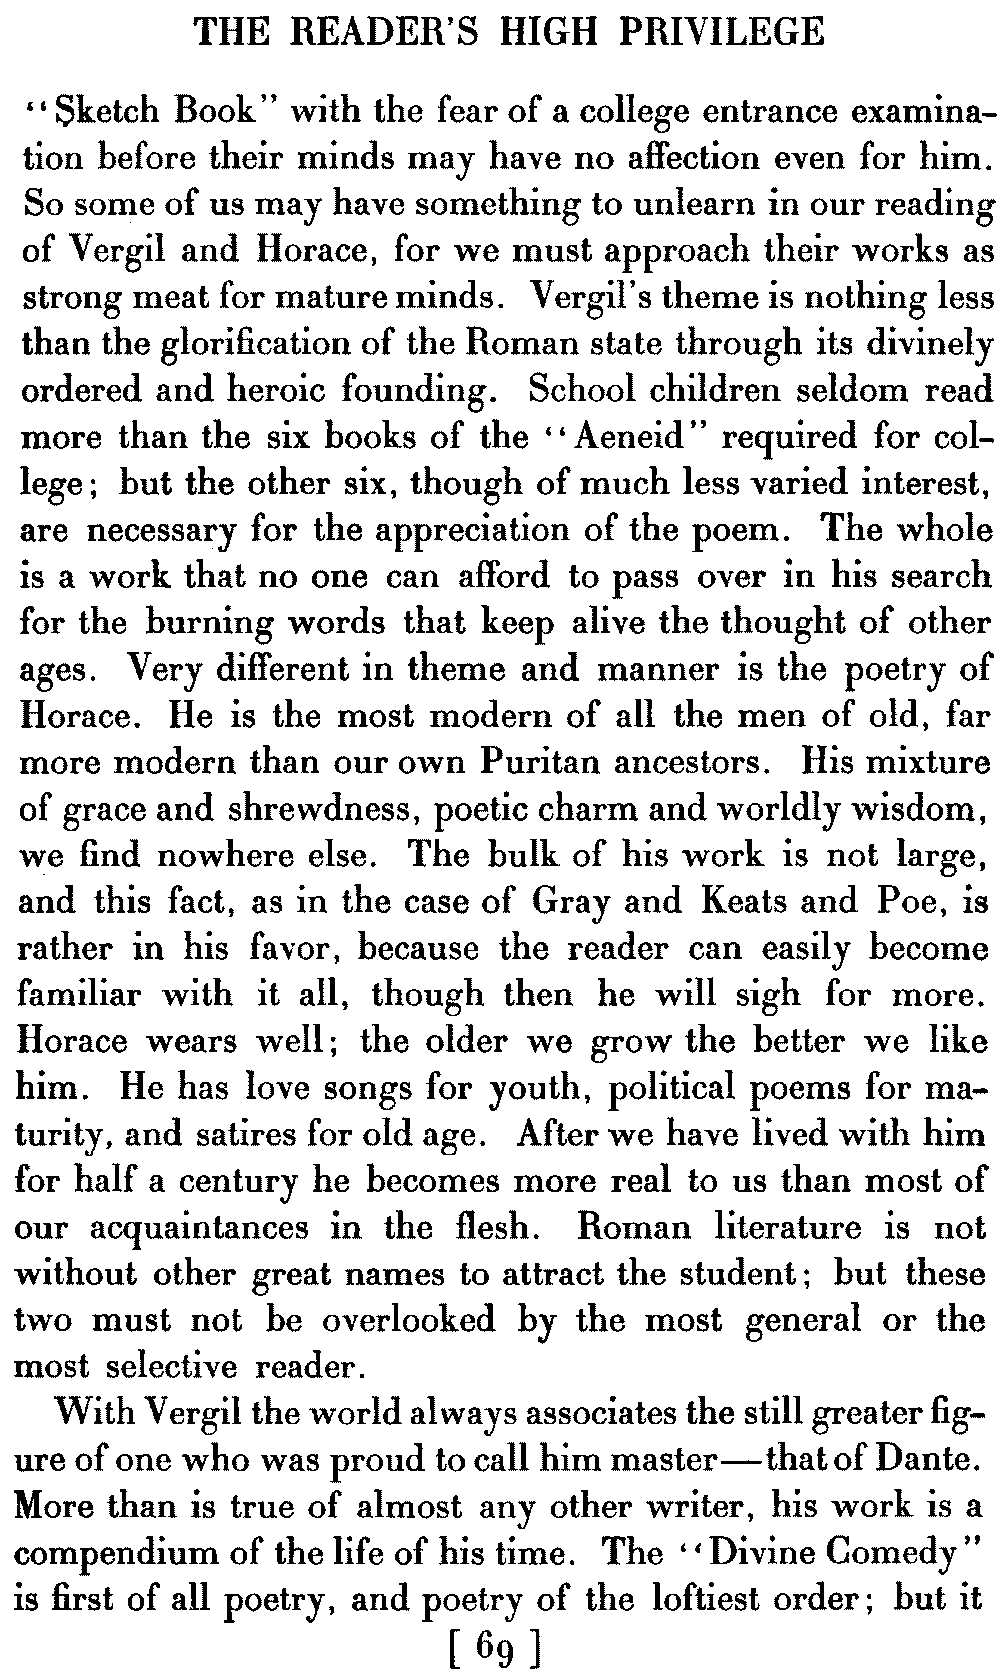 THE READER'S HIGH PRIVILEGE
"Sketch Book" with the fear of a college entrance examina-
tion before their minds may have no affection even for him.
So some of us may have something to unlearn in our reading
of Vergil and Horace, for we must approach their works as
strong meat for mature minds. Vergil's theme is nothing less
than the glorification of the Roman state through its divinely
ordered and heroic founding. School children seldom read
more than the six books of the "Aeneid" required for col-
lege; but the other six, though of much less varied interest,
are necessary for the appreciation of the poem. The whole
is a work that no one can afford to pass over in his search
for the burning words that keep alive the thought of other
ages. Very different in theme and manner is the poetry of
Horace. He is the most modern of all the men of old, far
more modern than our own Puritan ancestors. His mixture
of grace and shrewdness, poetic charm and worldly wisdom,
we find nowhere else. The bulk of his work is not large,
and this fact, as in the case of Gray and Keats and Poe, is
rather in his favor, because the reader can easily become
familiar with it all, though then he will sigh for more.
Horace wears well; the older we grow the better we like
him. He has love songs for youth, political poems for ma-
turity, and satires for old age. After we have lived with him
for half a century he becomes more real to us than most of
our acquaintances in the flesh. Roman literature is not
without other great names to attract the student; but these
two must not be overlooked by the most general or the
most selective reader.
With Vergil the world always associates the still greater fig-
ure of one who was proud to call him master—that of Dante.
More than is true of almost any other writer, his work is a
compendium of the life of his time. The "Divine Comedy"
is first of all poetry, and poetry of the loftiest order; but it
[ 69 ]